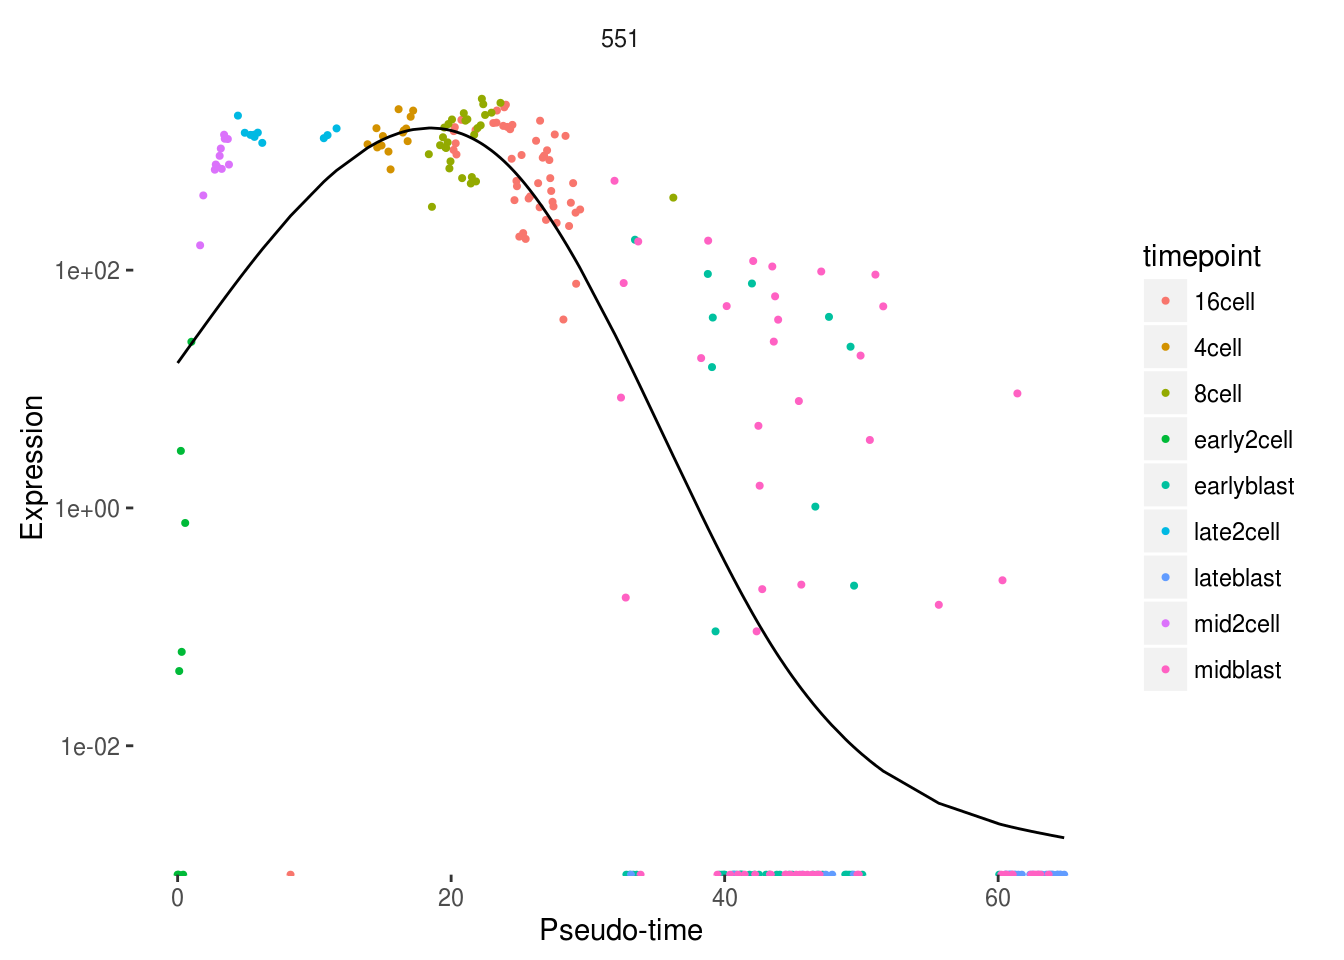 551
Expression
1e+02
1e+00
1e-02
0
20
40
60
Pseudo-time
timepoint
16cell
4cell
8cell
early2cell
earlyblast
late2cell
lateblast
mid2cell
midblast